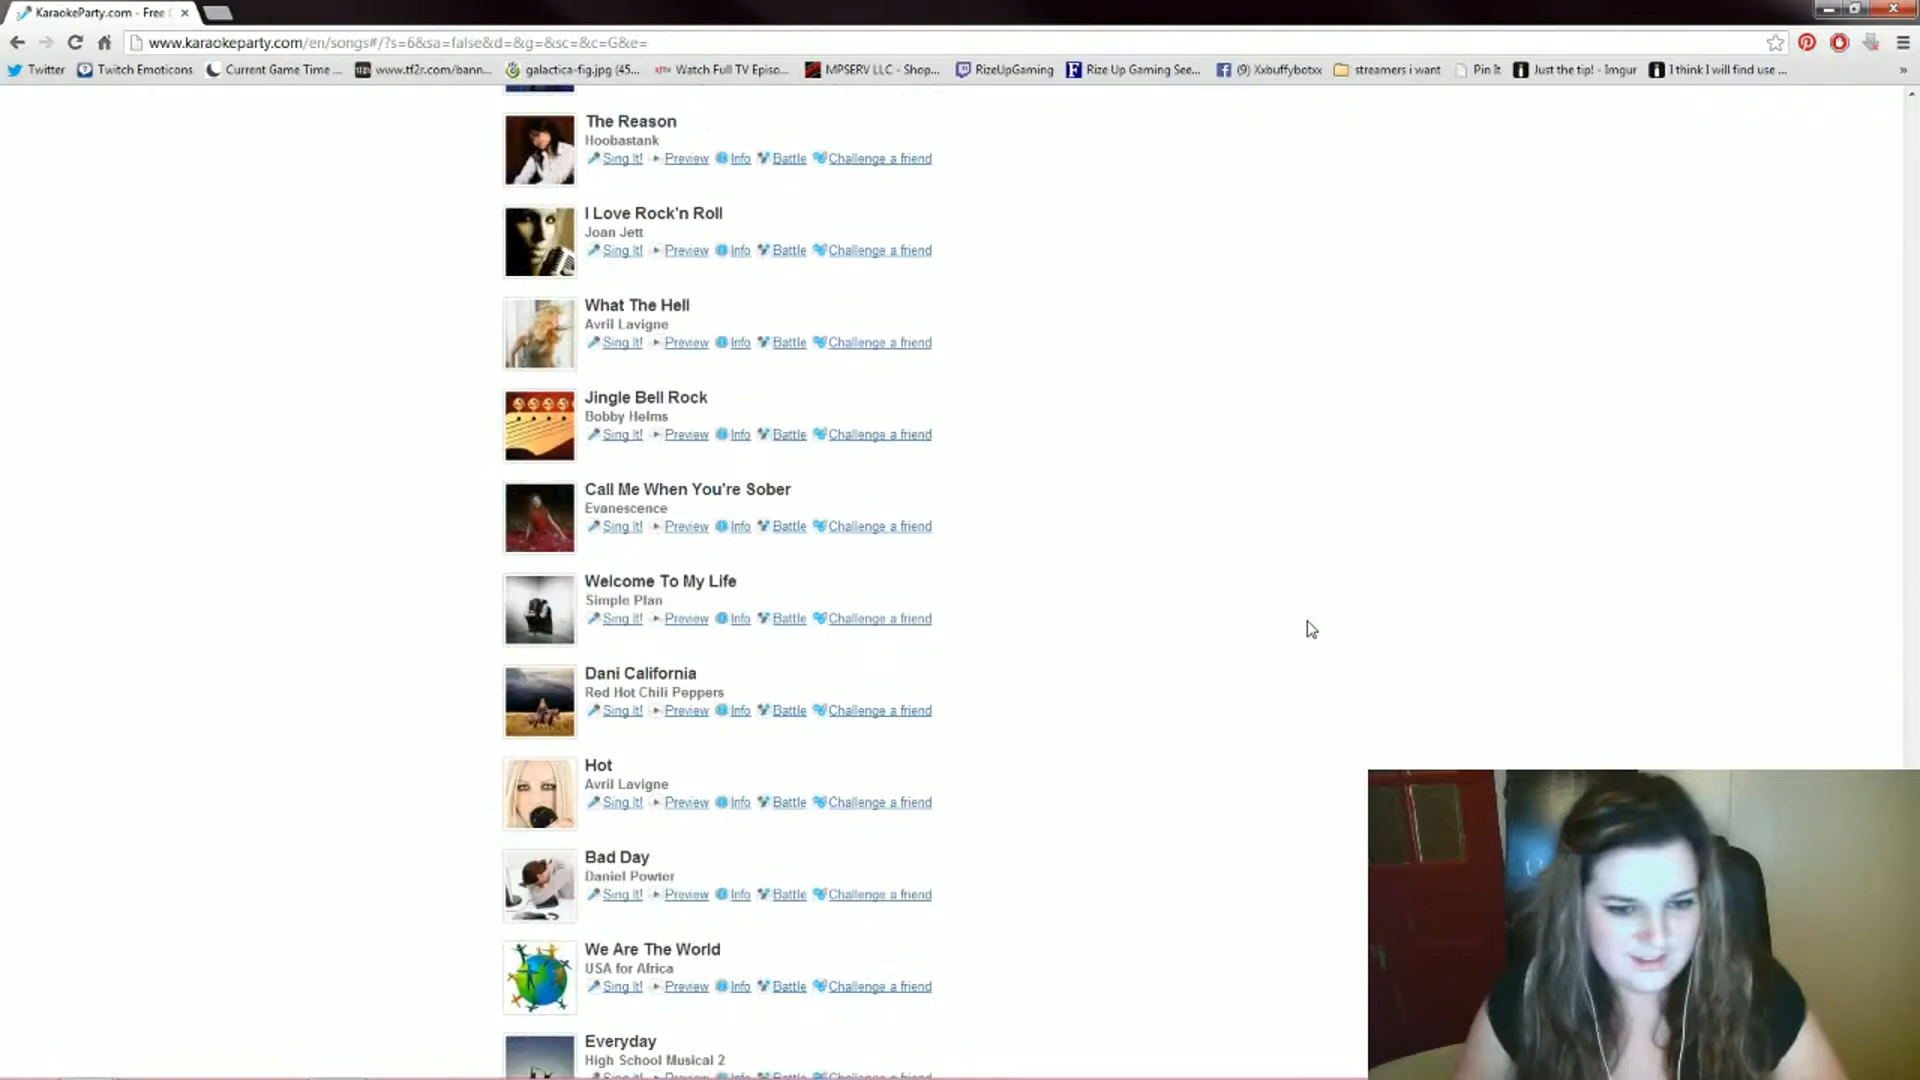 KaraokeParty.com - Free
www.karaokeparty.com/en/songs#/?s=6&sa=false&d=&g=&sc=&c=G&e=
Twitter Twitch Emoticons Current Game Time ... www.tf2r.com/bann... galactica-fig.jpg (45... Watch Full TV Episo... MPSERV LLC - Shop... RizeUpGaming Rize Up Gaming See... (9) Xxbuffybotxx streamers i want Pin It Just the tip! - Imgur I think I will find use ... »
The Reason
Hoobastank
Sing It! Preview Info Battle Challenge a friend
I Love Rock'n Roll
Joan Jett
Sing It! Preview Info Battle Challenge a friend
What The Hell
Avril Lavigne
Sing It! Preview Info Battle Challenge a friend
Jingle Bell Rock
Bobby Helms
Sing It! Preview Info Battle Challenge a friend
Call Me When You're Sober
Evanescence
Sing It! Preview Info Battle Challenge a friend
Welcome To My Life
Simple Plan
Sing It! Preview Info Battle Challenge a friend
Dani California
Red Hot Chili Peppers
Sing It! Preview Info Battle Challenge a friend
Hot
Avril Lavigne
Sing It! Preview Info Battle Challenge a friend
Bad Day
Daniel Powter
Sing It! Preview Info Battle Challenge a friend
We Are The World
USA for Africa
Sing It! Preview Info Battle Challenge a friend
Everyday
High School Musical 2
Sing It! Preview Info Battle Challenge a friend